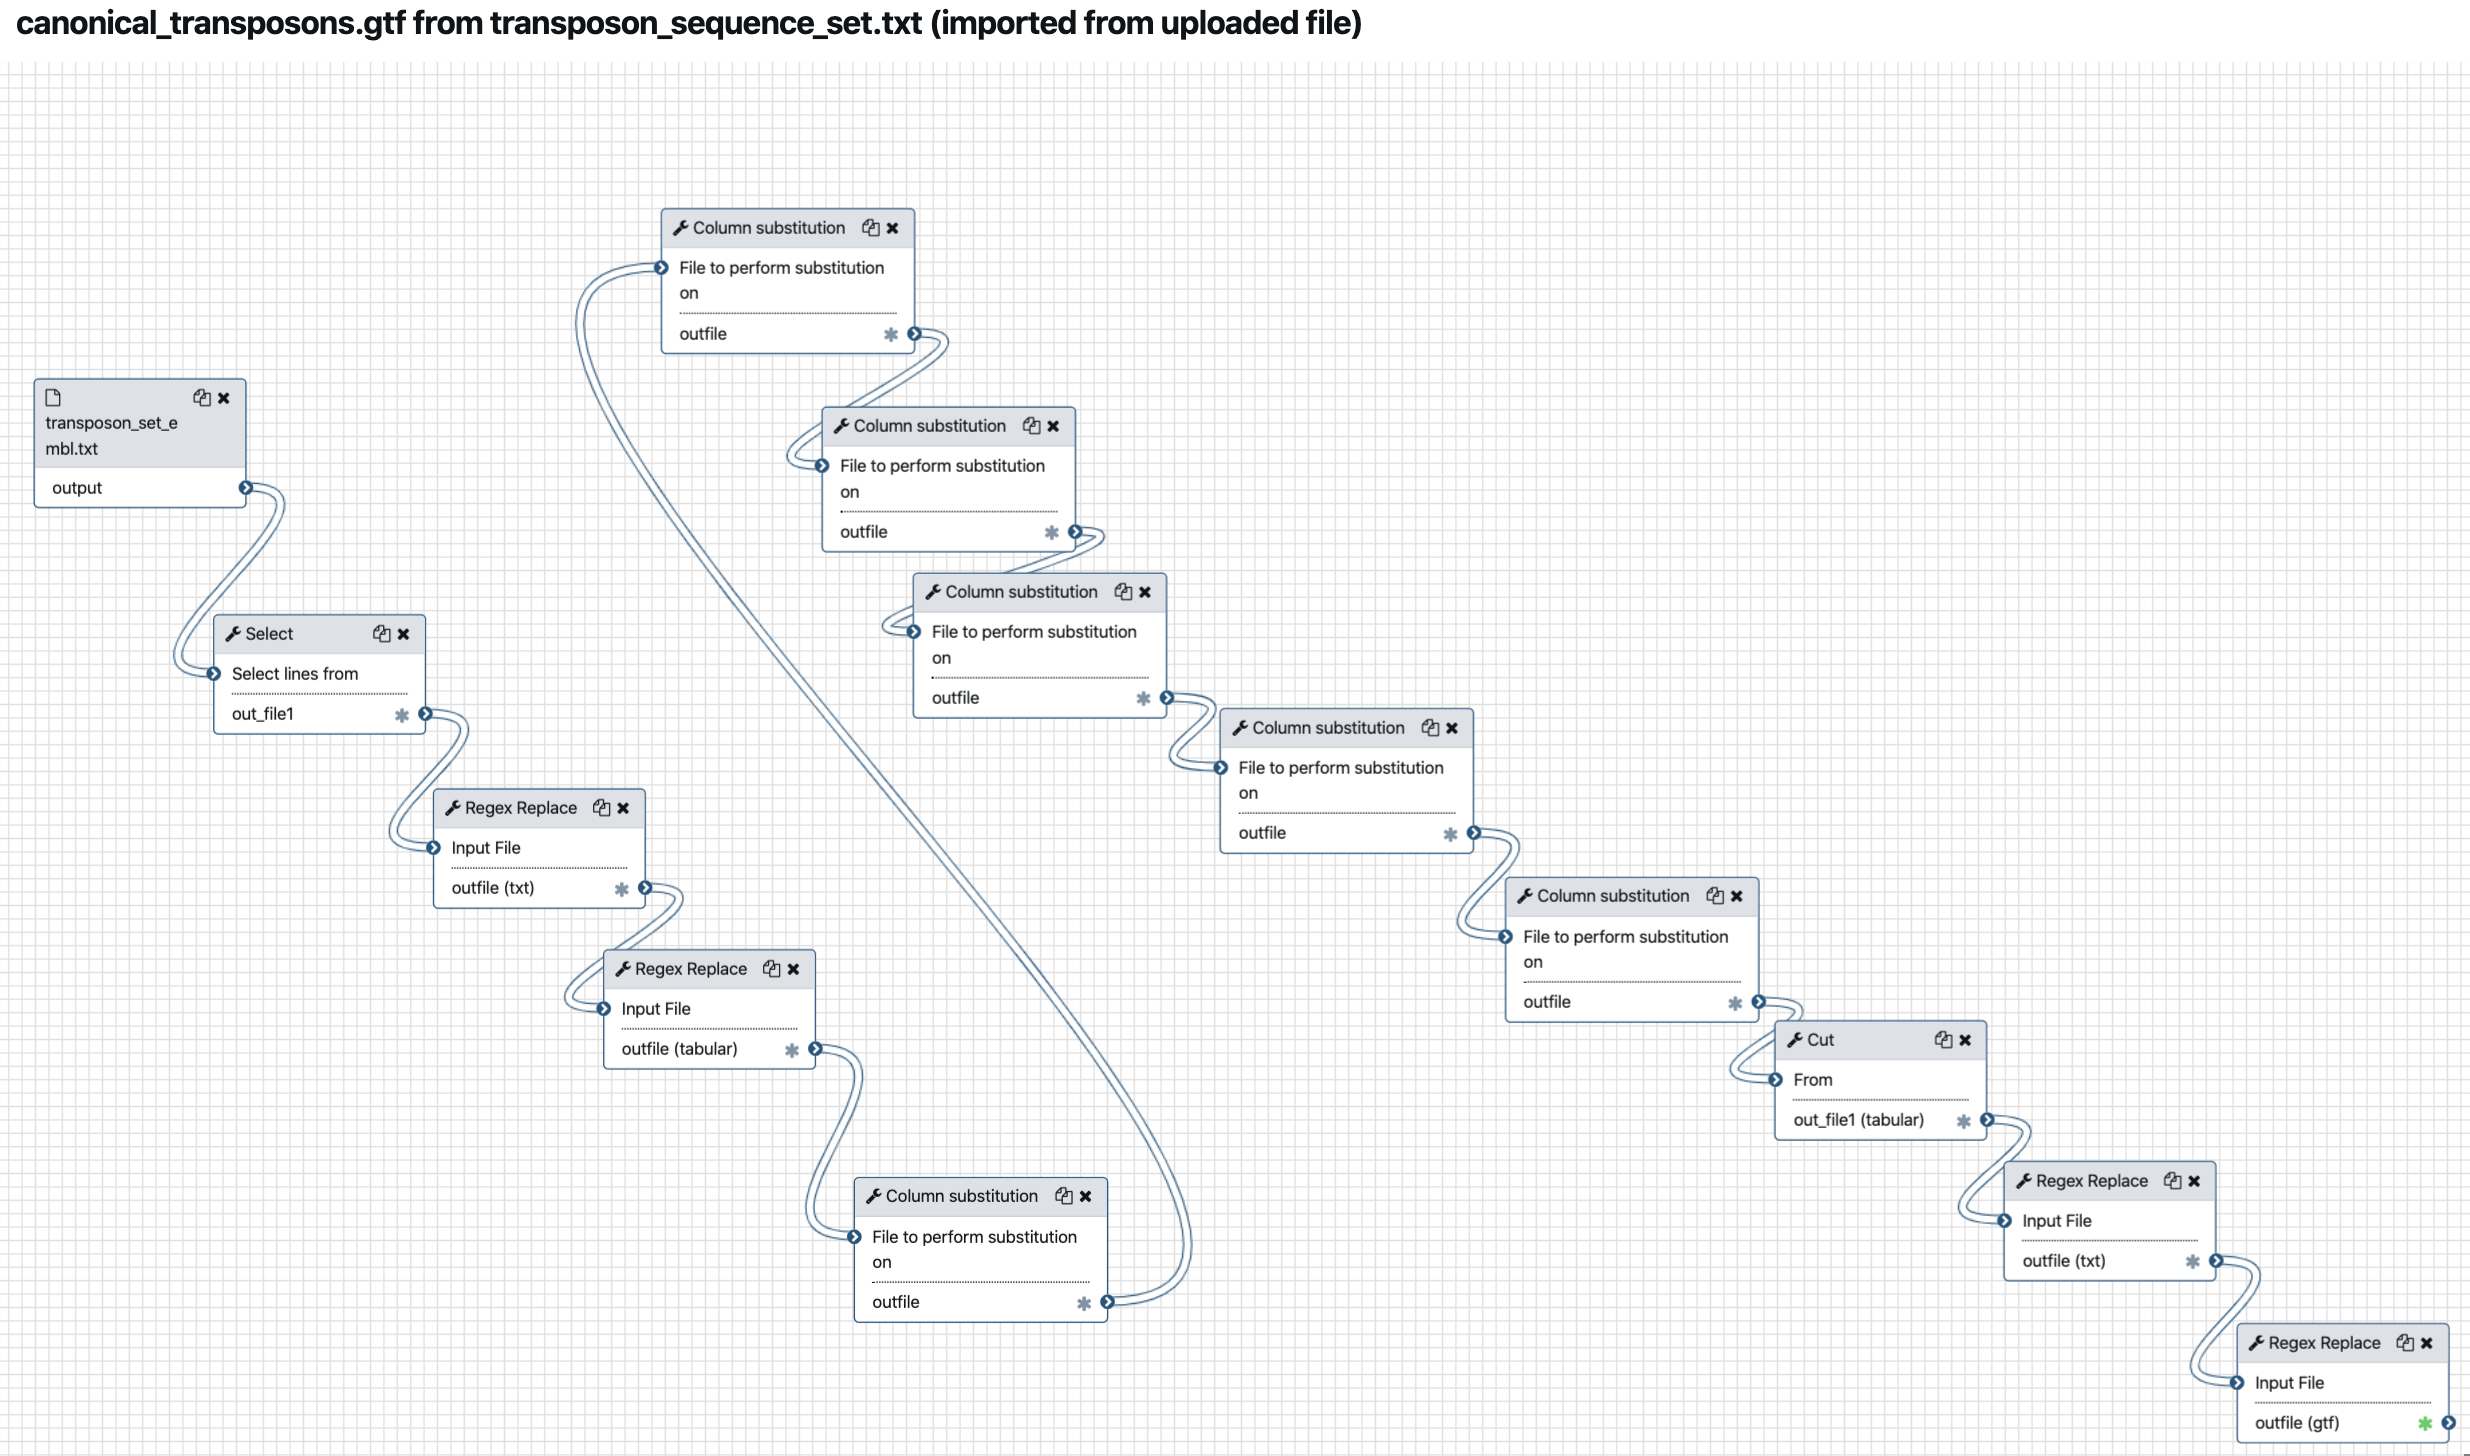 canonical_transposons.gtf from transposon_sequence_set.txt (imported from uploaded file)
transposon_set_e
mbl.txt
output
Select
Select lines from
out_file1
Regex Replace
Input File
outfile (txt)
Regex Replace
Input File
outfile (tabular)
Column substitution
File to perform substitution
on
outfile
Column substitution
File to perform substitution
on
outfile
Column substitution
File to perform substitution
on
outfile
Column substitution
File to perform substitution
on
outfile
Column substitution
File to perform substitution
on
outfile
Column substitution
File to perform substitution
on
outfile
Cut
From
out_file1 (tabular)
Regex Replace
Input File
outfile (txt)
Regex Replace
Input File
outfile (gtf)